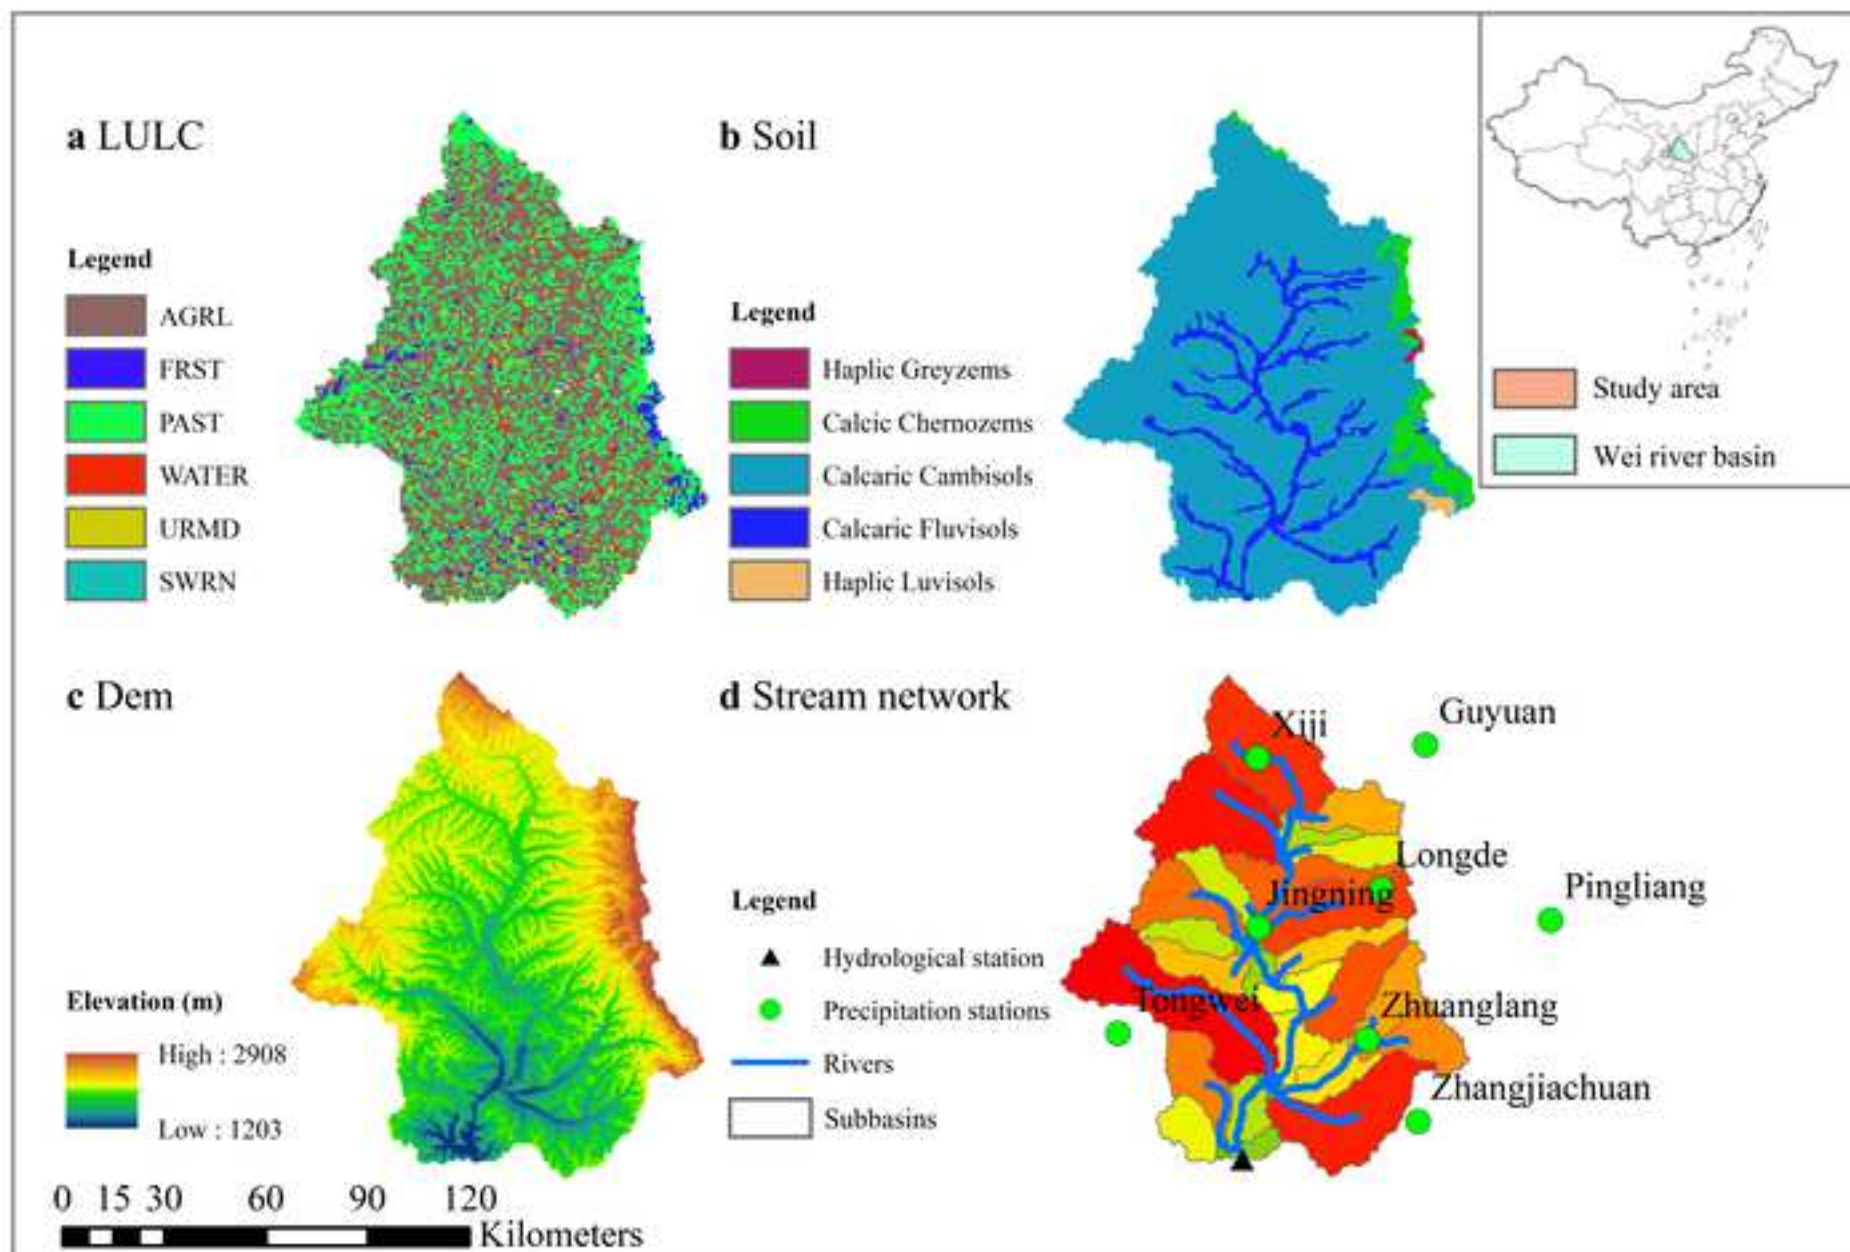 a LULC
Legend
AGRL
FRST
PAST
WATER
URMD
SWRN
b Soil
Legend
Haplic Greyzems
Calcic Chernozems
Calcaric Cambisols
Calcaric Fluvisols
Haplic Luvisols
Study area
Wei river basin
c Dem
Elevation (m)
High : 2908
Low : 1203
0 15 30 60 90 120
Kilometers
d Stream network
Legend
Hydrological station
Precipitation stations
Rivers
Subbasins
Xiji
Guyuan
Longde
Jingning
Pingliang
Tongwei
Zhuanglang
Zhangjiachuan